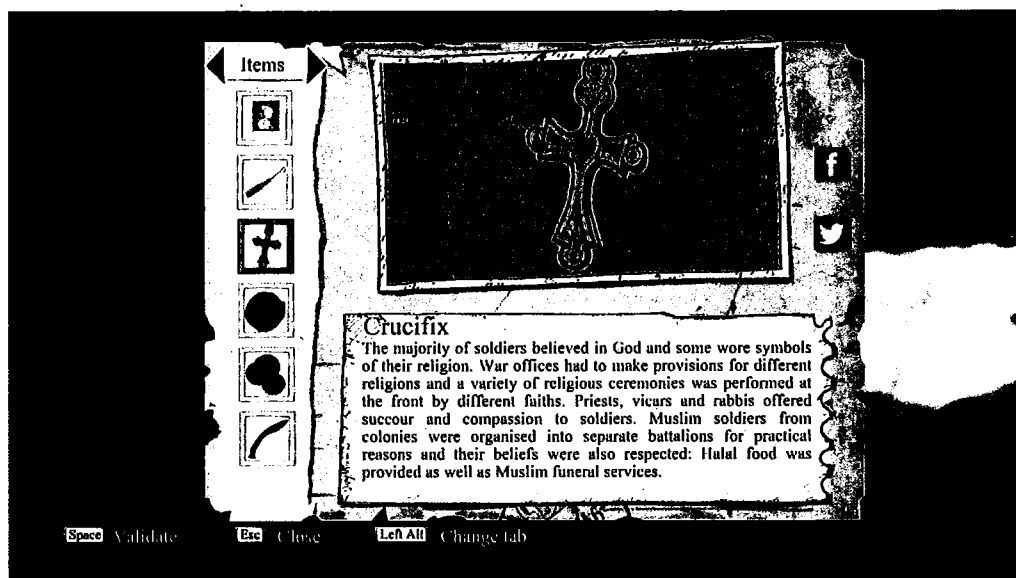 Items
Crucifix
The majority of soldiers believed in God and some wore symbols
of their religion. War offices had to make provisions for different
religions and a variety of religious ceremonies was performed at
the front by different faiths. Priests, vicars and rabbis offered
succour and compassion to soldiers. Muslim soldiers from
colonies were organised into separate battalions for practical
reasons and their beliefs were also respected: Halal food was
provided as well as Muslim funeral services.
Space Validate Esc Close Left Alt Change tab